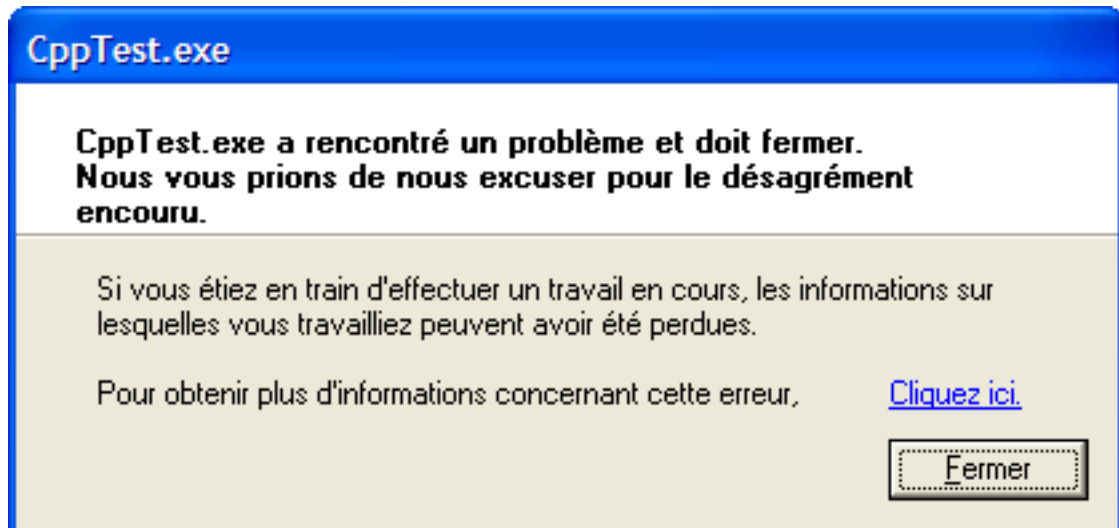 CppTest.exe
CppTest.exe a rencontré un problème et doit fermer.
Nous vous prions de nous excuser pour le désagrément
encouru.
Si vous étiez en train d'effectuer un travail en cours, les informations sur
lesquelles vous travailliez peuvent avoir été perdues.
Pour obtenir plus d'informations concernant cette erreur, Cliquez ici.
Fermer